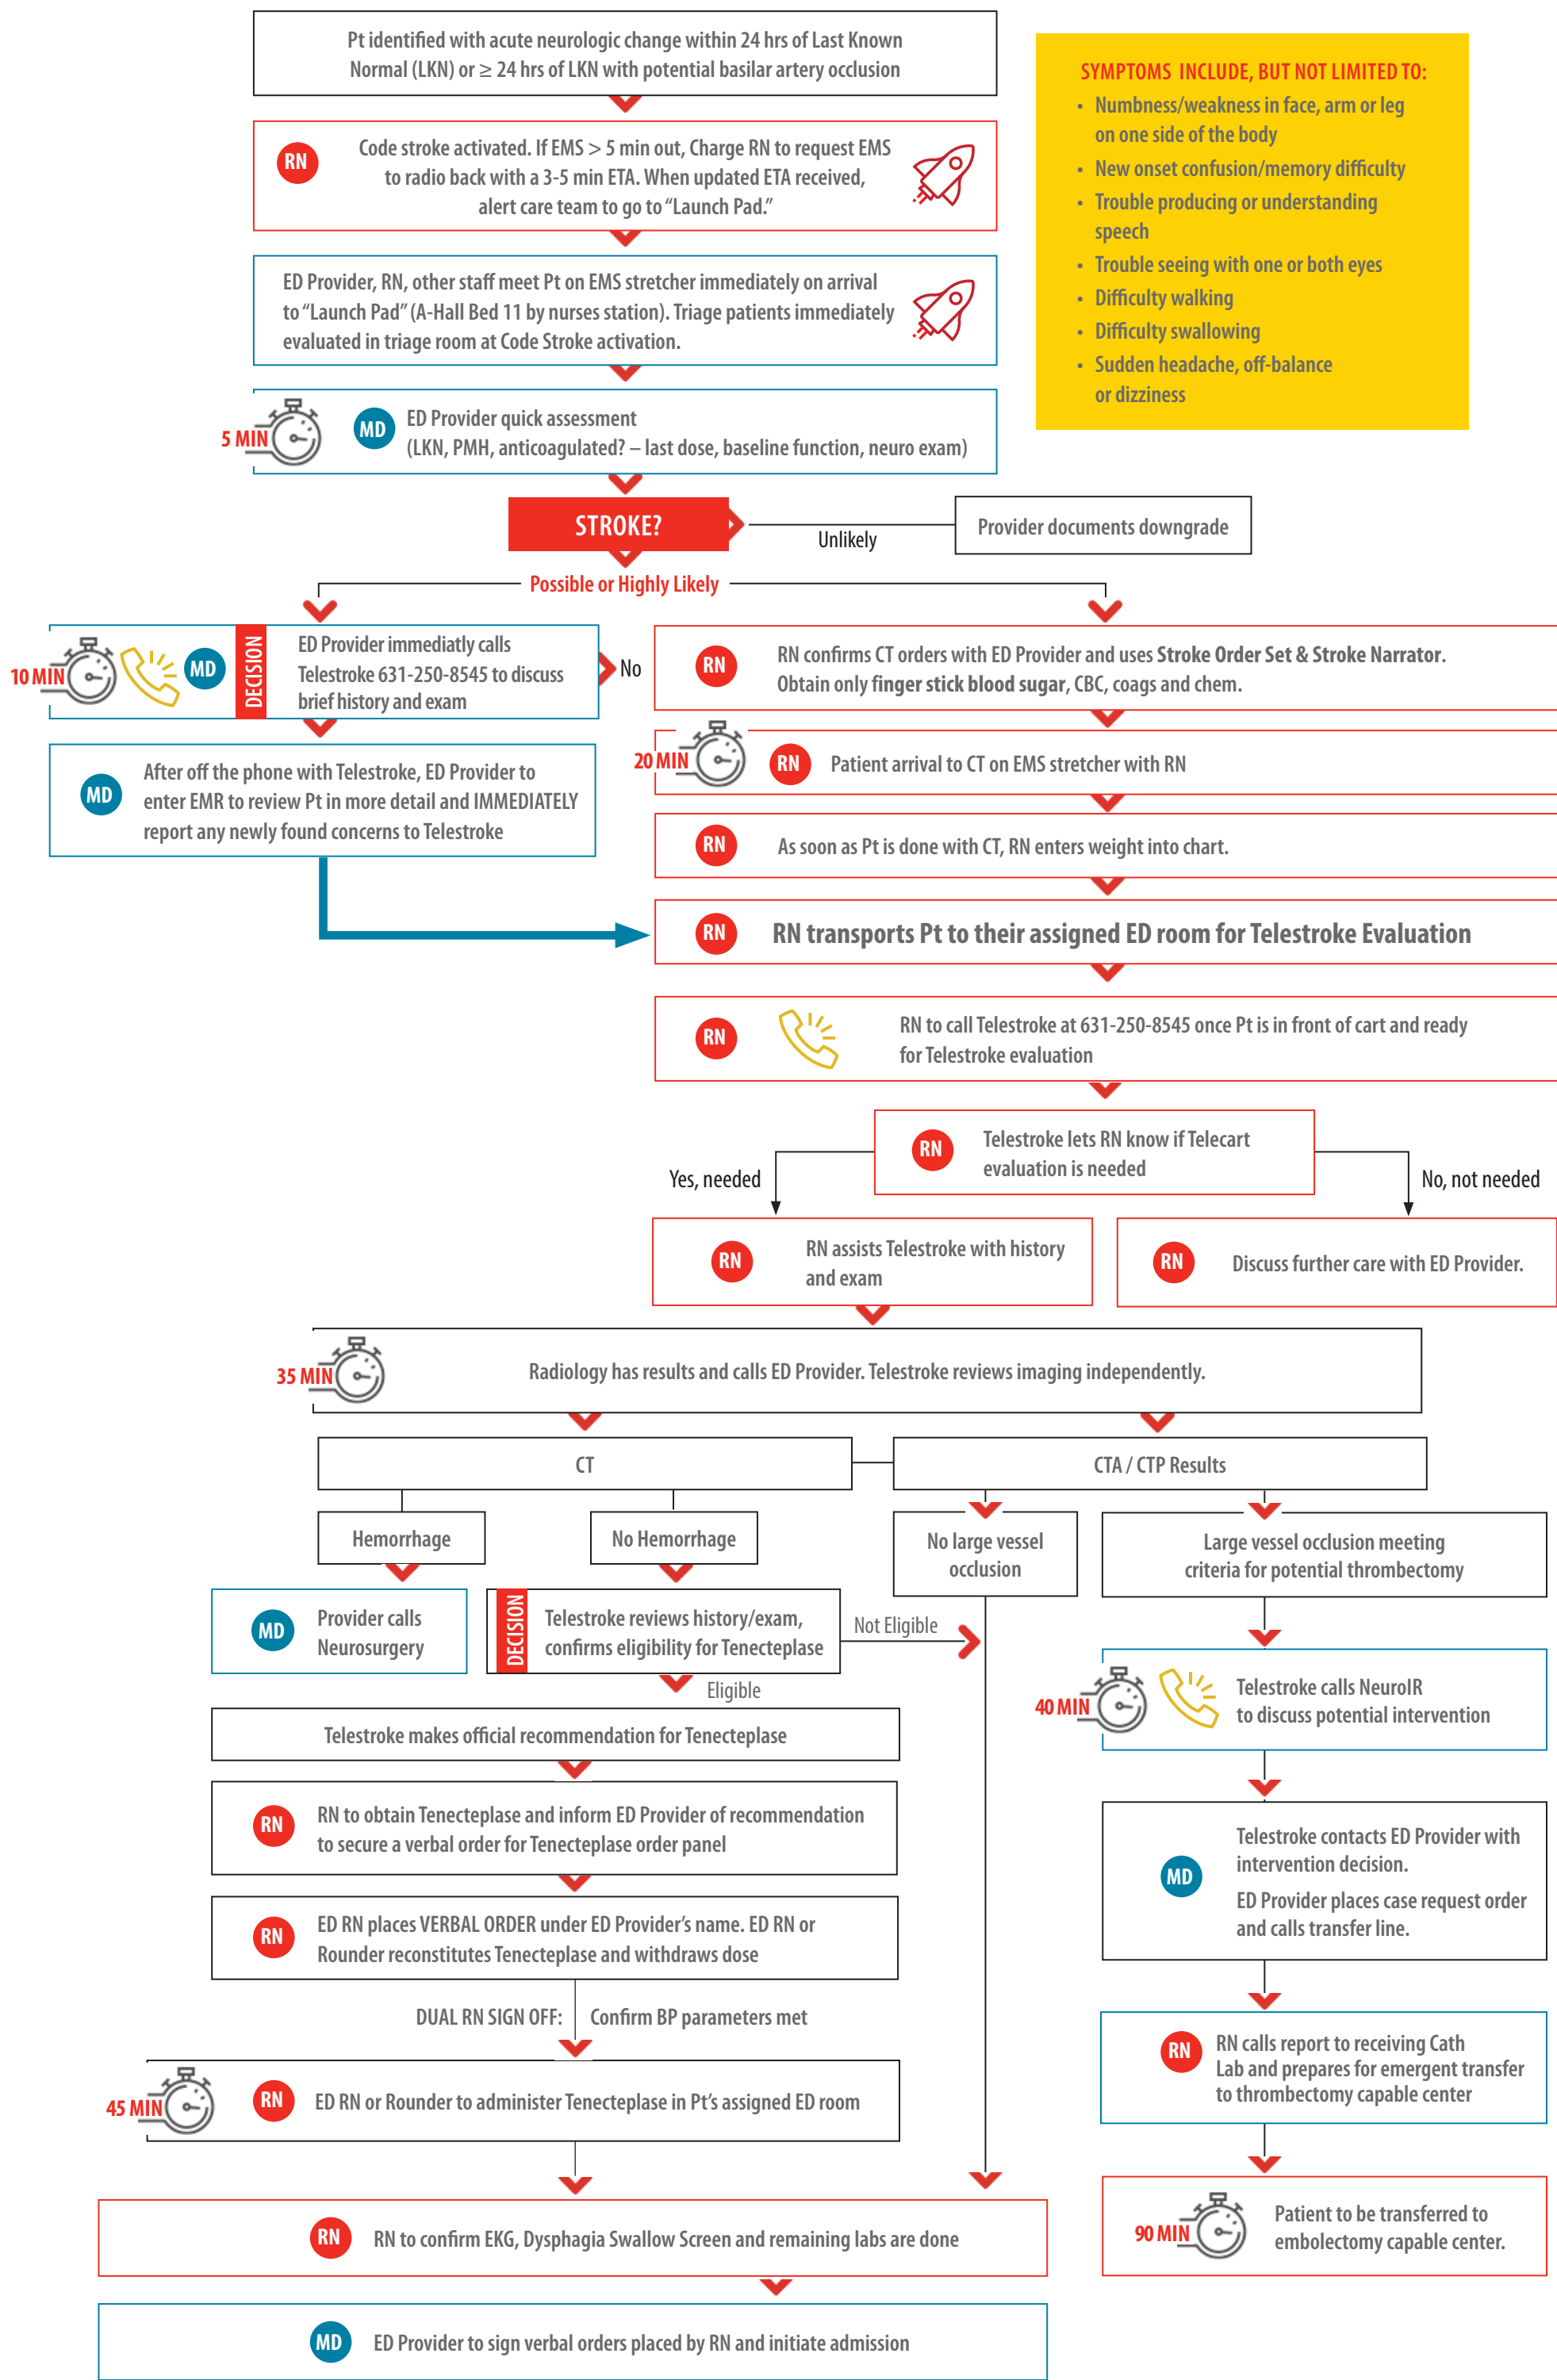 Pt identified with acute neurologic change within 24 hrs of Last Known
Normal (LKN) or ≥ 24 hrs of LKN with potential basilar artery occlusion
SYMPTOMS INCLUDE, BUT NOT LIMITED TO:
• Numbness/weakness in face, arm or leg
on one side of the body
• New onset confusion/memory difficulty
• Trouble producing or understanding
speech
• Trouble seeing with one or both eyes
• Difficulty walking
• Difficulty swallowing
• Sudden headache, off-balance
or dizziness
RN
Code stroke activated. If EMS > 5 min out, Charge RN to request EMS
to radio back with a 3-5 min ETA. When updated ETA received,
alert care team to go to “Launch Pad.”
ED Provider, RN, other staff meet Pt on EMS stretcher immediately on arrival
to “Launch Pad” (A-Hall Bed 11 by nurses station). Triage patients immediately
evaluated in triage room at Code Stroke activation.
5 MIN
MD
ED Provider quick assessment
(LKN, PMH, anticoagulated? – last dose, baseline function, neuro exam)
STROKE?
Unlikely
Provider documents downgrade
Possible or Highly Likely
10 MIN
MD
DECISION
ED Provider immediatly calls
Telestroke 631-250-8545 to discuss
brief history and exam
No
MD
After off the phone with Telestroke, ED Provider to
enter EMR to review Pt in more detail and IMMEDIATELY
report any newly found concerns to Telestroke
RN
RN confirms CT orders with ED Provider and uses Stroke Order Set & Stroke Narrator.
Obtain only finger stick blood sugar, CBC, coags and chem.
20 MIN
RN
Patient arrival to CT on EMS stretcher with RN
RN
As soon as Pt is done with CT, RN enters weight into chart.
RN
RN transports Pt to their assigned ED room for Telestroke Evaluation
RN
RN to call Telestroke at 631-250-8545 once Pt is in front of cart and ready
for Telestroke evaluation
RN
Telestroke lets RN know if Telecart
evaluation is needed
Yes, needed
No, not needed
RN
RN assists Telestroke with history
and exam
RN
Discuss further care with ED Provider.
35 MIN
Radiology has results and calls ED Provider. Telestroke reviews imaging independently.
CT
CTA / CTP Results
Hemorrhage
No Hemorrhage
No large vessel
occlusion
Large vessel occlusion meeting
criteria for potential thrombectomy
MD
Provider calls
Neurosurgery
DECISION
Telestroke reviews history/exam,
confirms eligibility for Tenecteplase
Not Eligible
Eligible
Telestroke makes official recommendation for Tenecteplase
RN
RN to obtain Tenecteplase and inform ED Provider of recommendation
to secure a verbal order for Tenecteplase order panel
RN
ED RN places VERBAL ORDER under ED Provider’s name. ED RN or
Rounder reconstitutes Tenecteplase and withdraws dose
DUAL RN SIGN OFF: Confirm BP parameters met
45 MIN
RN
ED RN or Rounder to administer Tenecteplase in Pt’s assigned ED room
40 MIN
Telestroke calls NeuroIR
to discuss potential intervention
MD
Telestroke contacts ED Provider with
intervention decision.
ED Provider places case request order
and calls transfer line.
RN
RN calls report to receiving Cath
Lab and prepares for emergent transfer
to thrombectomy capable center
90 MIN
Patient to be transferred to
embolectomy capable center.
RN
RN to confirm EKG, Dysphagia Swallow Screen and remaining labs are done
MD
ED Provider to sign verbal orders placed by RN and initiate admission